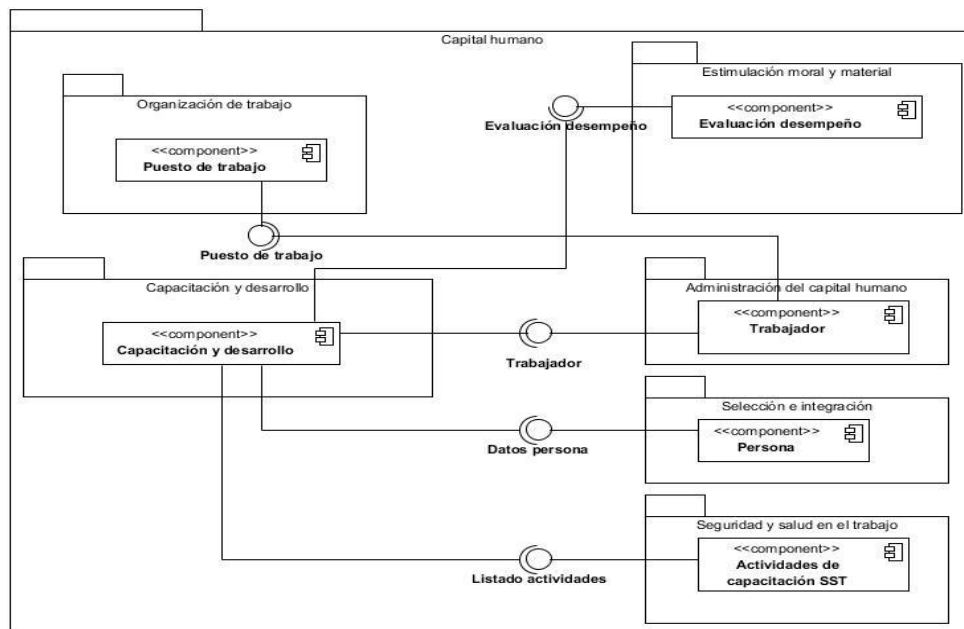 Capital humano
Organización de trabajo
<<component>>
Puesto de trabajo
Puesto de trabajo
Estimulación moral y material
<<component>>
Evaluación desempeño
Evaluación desempeño
Capacitación y desarrollo
<<component>>
Capacitación y desarrollo
Administración del capital humano
<<component>>
Trabajador
Trabajador
Selección e integración
<<component>>
Persona
Datos persona
Seguridad y salud en el trabajo
<<component>>
Actividades de
capacitación SST
Listado actividades